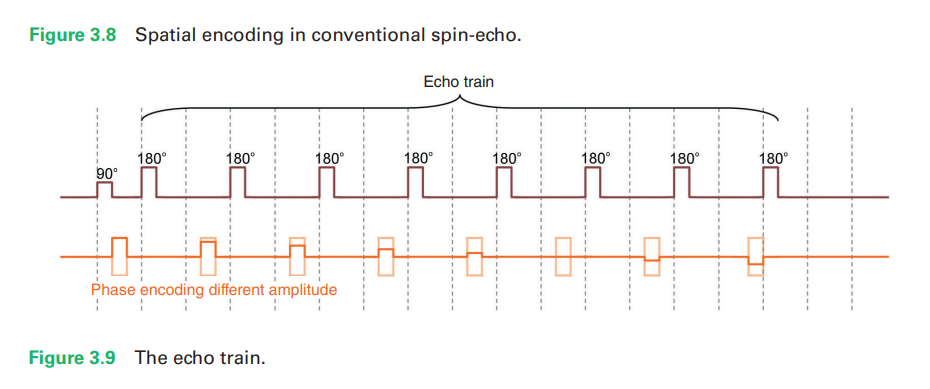 Figure 3.8 Spatial encoding in conventional spin-echo.
Echo train
90° 180° 180° 180° 180° 180° 180° 180° 180°
Phase encoding different amplitude
Figure 3.9 The echo train.